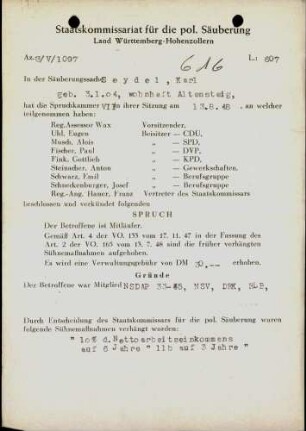 Staatskommissariat für die pol. Säuberung
Land Württemberg-Hohenzollern
Az: S/V/1097
616
L: 607
In der Säuberungssache Seydel, Karl
geb. 3.1.04, wohnhaft Altensteig,
hat die Spruchkammer VII in ihrer Sitzung am 13.8.48 an welcher
teilgenommen haben:
Reg.Assessor Wax Vorsitzender,
Uhl, Eugen Beisitzer — CDU,
Munsh, Alois „ — SPD,
Fischer, Paul „ — DVP,
Fink, Gottlich „ — KPD,
Steinacher, Anton „ — Gewerkschafter,
Schwarz, Emil „ — Berufsgruppe
Schneckenburger, Josef „ — Berufsgruppe
Reg.-Ang. Hauer, Franz Vertreter des Staatskommissars
beschlossen und verkündet folgenden
SPRUCH
Der Betroffene ist Mitläufer.
Gemäß Art. 4 der VO. 133 vom 17. 11. 47 in der Fassung des
Art. 2 der VO. 165 vom 13. 7. 48 sind die früher verhängten
Sühnemaßnahmen aufgehoben.
Es wird eine Verwaltungsgebühr von DM 30,— erhoben.
Gründe
Der Betroffene war Mitglied NSDAP 33-45, NSV, DRK, RLB,
Durch Entscheidung des Staatskommissars für die pol. Säuberung waren
folgende Sühnemaßnahmen verhängt worden:
" 10% d.Nettoarbeitseinkommens
auf 6 Jahre " 11b auf 3 Jahre "